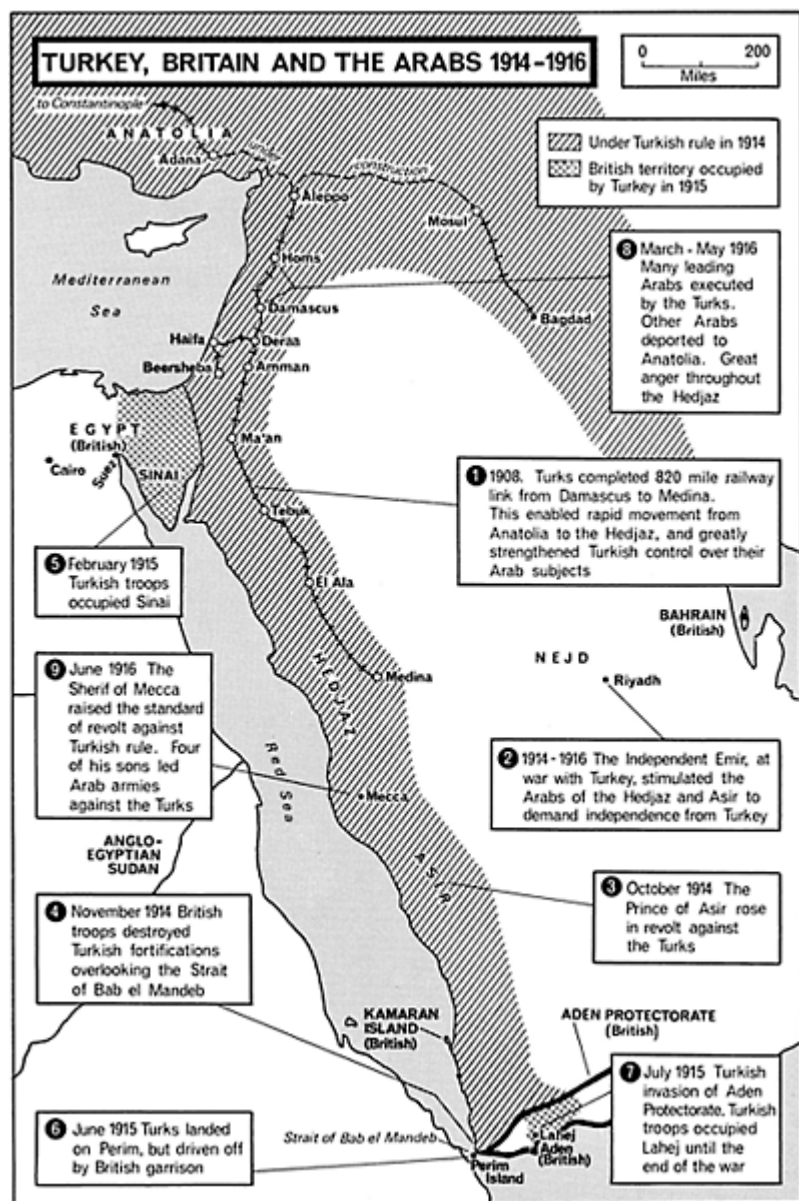 TURKEY, BRITAIN AND THE ARABS 1914-1916
0 200
Miles
to Constantinople
ANATOLIA
Adana
under
construction
Aleppo
Mosul
Under Turkish rule in 1914
British territory occupied
by Turkey in 1915
Mediterranean
Sea
Homs
Damascus
Haifa
Deraa
Beersheba
Amman
Bagdad
8 March - May 1916
Many leading
Arabs executed
by the Turks.
Other Arabs
deported to
Anatolia. Great
anger throughout
the Hedjaz
EGYPT
(British)
Cairo
Suez
SINAI
Ma'an
Tebuk
1 1908. Turks completed 820 mile railway
link from Damascus to Medina.
This enabled rapid movement from
Anatolia to the Hedjaz, and greatly
strengthened Turkish control over their
Arab subjects
5 February 1915
Turkish troops
occupied Sinai
El Ala
BAHRAIN
(British)
HEDJAZ
Medina
NEJD
Riyadh
9 June 1916 The
Sherif of Mecca
raised the standard
of revolt against
Turkish rule. Four
of his sons led
Arab armies
against the Turks
Red Sea
Mecca
2 1914-1916 The Independent Emir, at
war with Turkey, stimulated the
Arabs of the Hedjaz and Asir to
demand independence from Turkey
ANGLO-
EGYPTIAN
SUDAN
ASIR
3 October 1914 The
Prince of Asir rose
in revolt against
the Turks
4 November 1914 British
troops destroyed
Turkish fortifications
overlooking the Strait
of Bab el Mandeb
KAMARAN
ISLAND
(British)
ADEN PROTECTORATE
(British)
7 July 1915 Turkish
invasion of Aden
Protectorate. Turkish
troops occupied
Lahej until the
end of the war
6 June 1915 Turks landed
on Perim, but driven off
by British garrison
Strait of Bab el Mandeb
Perim
Island
Lahej
Aden
(British)